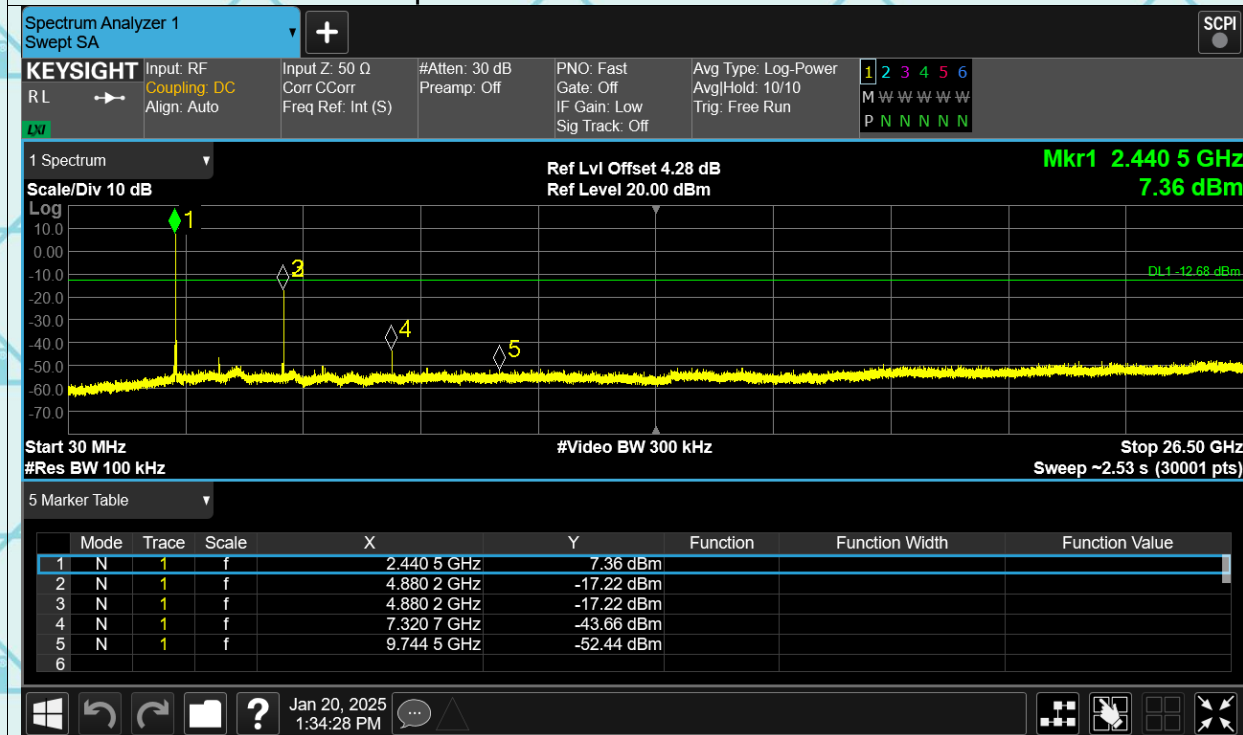 Spectrum Analyzer 1
Swept SA
+
SCPI
KEYSIGHT
RL
LXI
Input: RF
Coupling: DC
Align: Auto
Input Z: 50 Ω
Corr CCorr
Freq Ref: Int (S)
#Atten: 30 dB
Preamp: Off
PNO: Fast
Gate: Off
IF Gain: Low
Sig Track: Off
Avg Type: Log-Power
Avg|Hold: 10/10
Trig: Free Run
1 2 3 4 5 6
M W W W W W W
P N N N N N N
1 Spectrum
Scale/Div 10 dB
Ref Lvl Offset 4.28 dB
Ref Level 20.00 dBm
Mkr1 2.440 5 GHz
7.36 dBm
Log
10.0
0.00
-10.0
-20.0
-30.0
-40.0
-50.0
-60.0
-70.0
1
3
4
5
DL1 -12.68 dBm
Start 30 MHz
#Video BW 300 kHz
Stop 26.50 GHz
#Res BW 100 kHz
Sweep ~2.53 s (30001 pts)
5 Marker Table
Mode Trace Scale X Y Function Function Width Function Value
1 N 1 f 2.440 5 GHz 7.36 dBm
2 N 1 f 4.880 2 GHz -17.22 dBm
3 N 1 f 4.880 2 GHz -17.22 dBm
4 N 1 f 7.320 7 GHz -43.66 dBm
5 N 1 f 9.744 5 GHz -52.44 dBm
6
?
Jan 20, 2025
1:34:28 PM